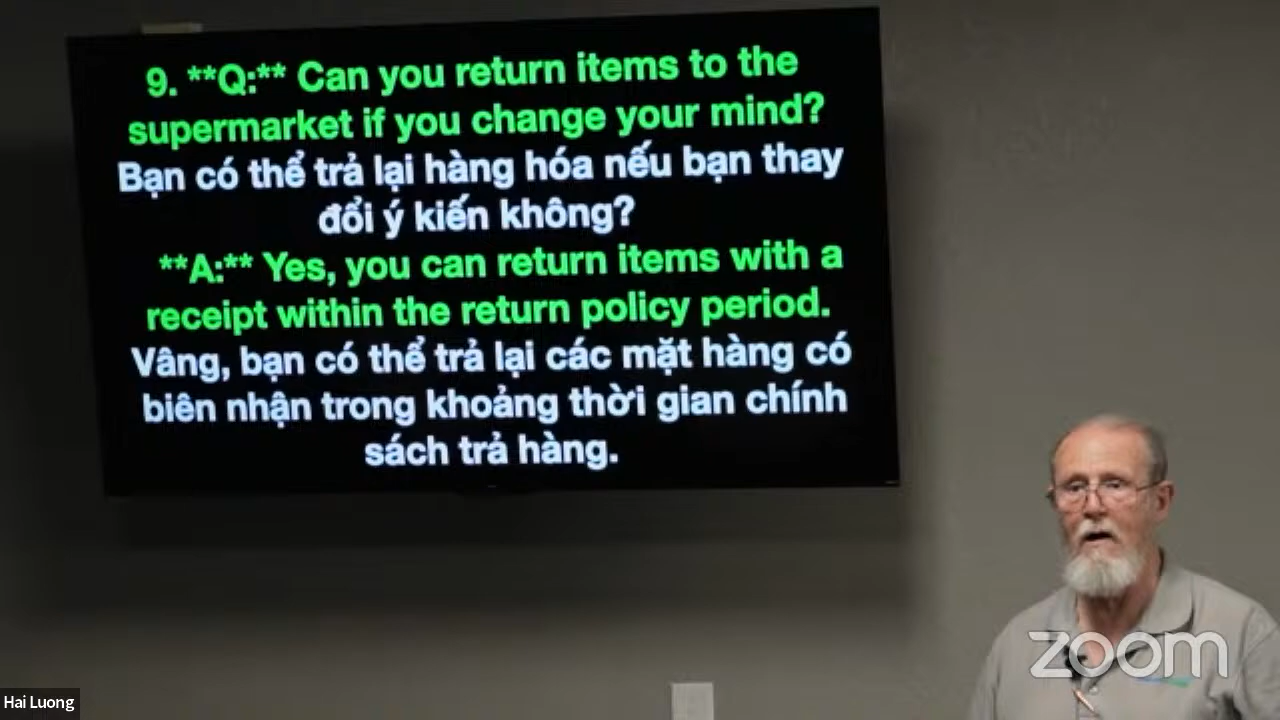 9. **Q:** Can you return items to the
supermarket if you change your mind?
Bạn có thể trả lại hàng hóa nếu bạn thay
đổi ý kiến không?
**A:** Yes, you can return items with a
receipt within the return policy period.
Vâng, bạn có thể trả lại các mặt hàng có
biên nhận trong khoảng thời gian chính
sách trả hàng.
zoom
Hai Luong